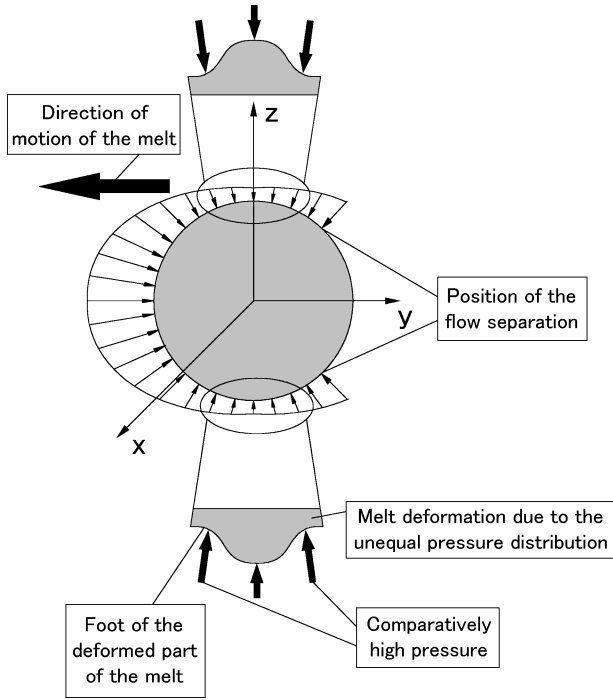 Direction of
motion of the melt
z
y
x
Position of the
flow separation
Melt deformation due to the
unequal pressure distribution
Foot of the
deformed part
of the melt
Comparatively
high pressure